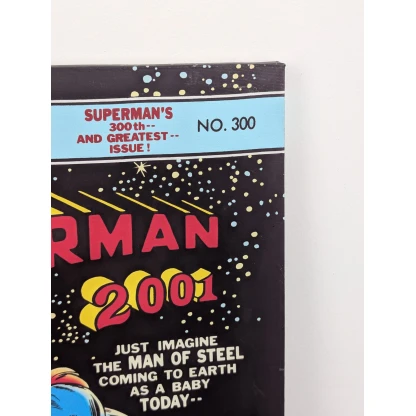 SUPERMAN'S
300th--
AND GREATEST--
ISSUE!
NO. 300
RMAN
2001
JUST IMAGINE
THE MAN OF STEEL
COMING TO EARTH
AS A BABY
TODAY--